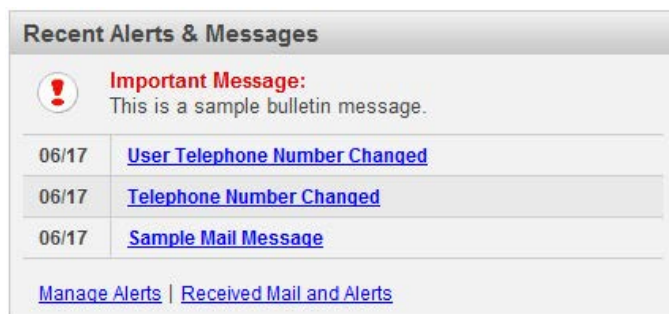 Recent Alerts & Messages
Important Message:
This is a sample bulletin message.
06/17 User Telephone Number Changed
06/17 Telephone Number Changed
06/17 Sample Mail Message
Manage Alerts | Received Mail and Alerts